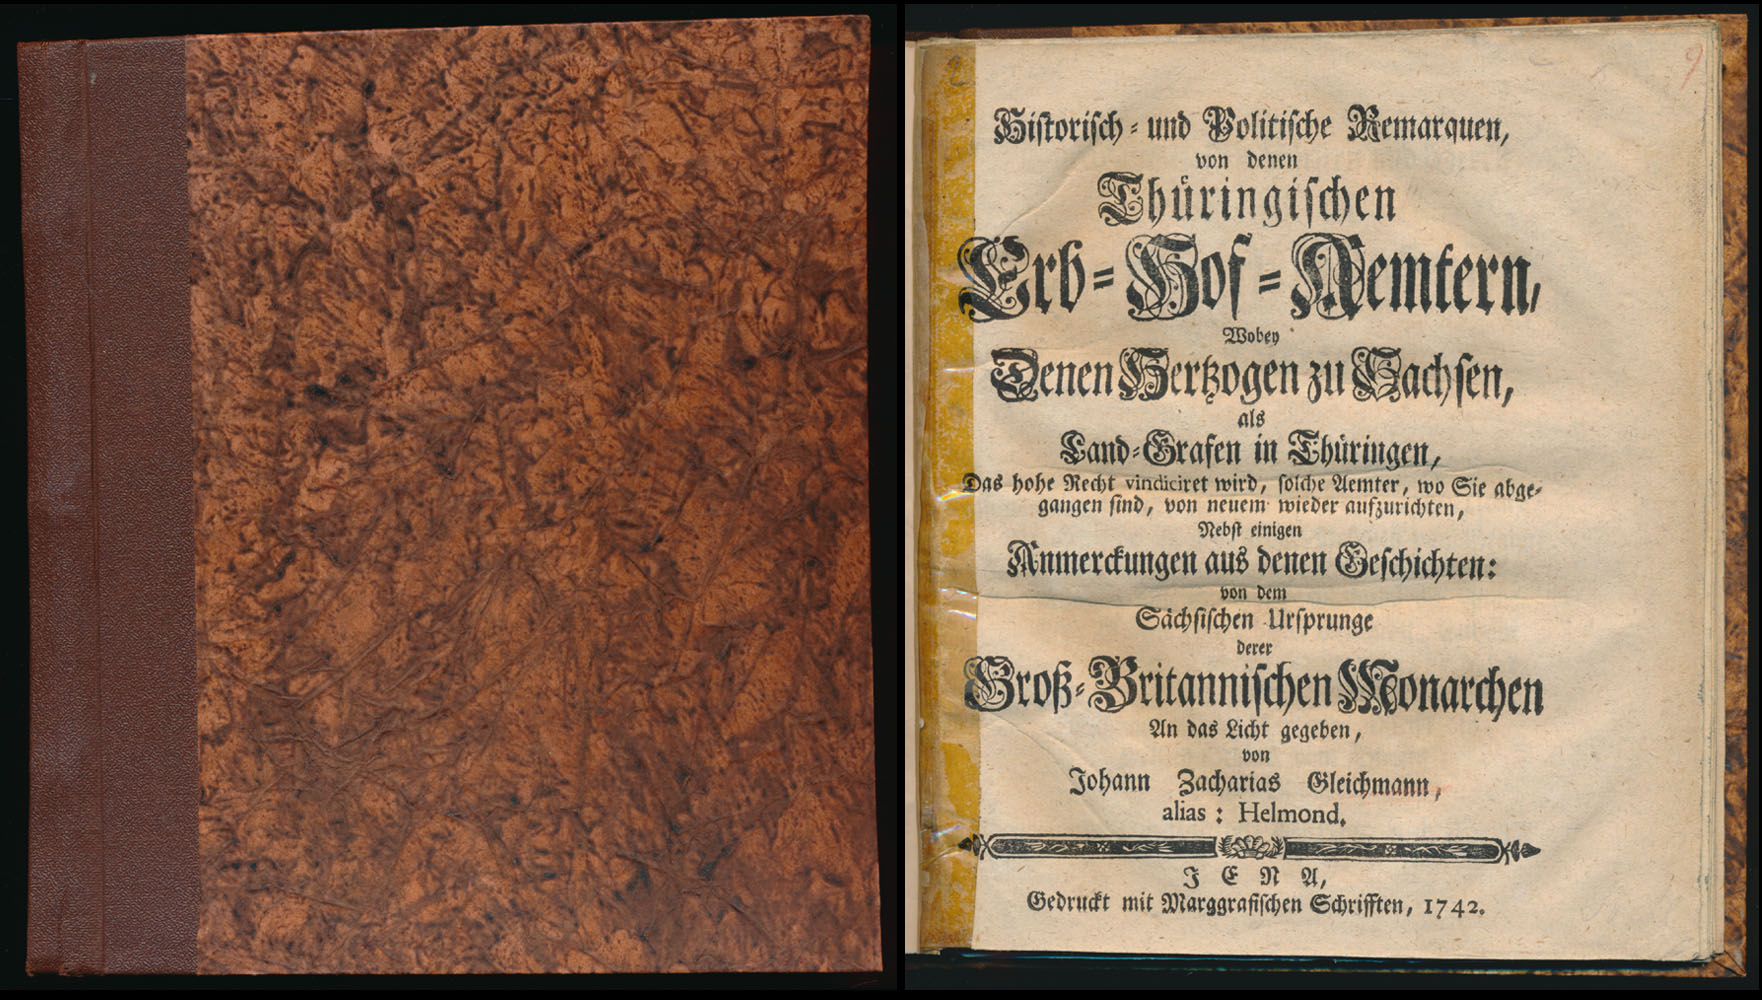 9
Historisch- und Politische Remarquen,
von denen
Thüringischen
Erb-Hof-Aemtern,
Wobey
Denen Hertzogen zu Sachsen,
als
Land-Grafen in Thüringen,
Das hohe Recht vindiciret wird, solche Aemter, wo Sie abge-
gangen sind, von neuem wieder aufzurichten,
Nebst einigen
Anmerckungen aus denen Geschichten:
von dem
Sächsischen Ursprunge
derer
Groß-Britannischen Monarchen
An das Licht gegeben,
von
Johann Zacharias Gleichmann,
alias: Helmond.
JENA,
Gedruckt mit Marggrafischen Schrifften, 1742.